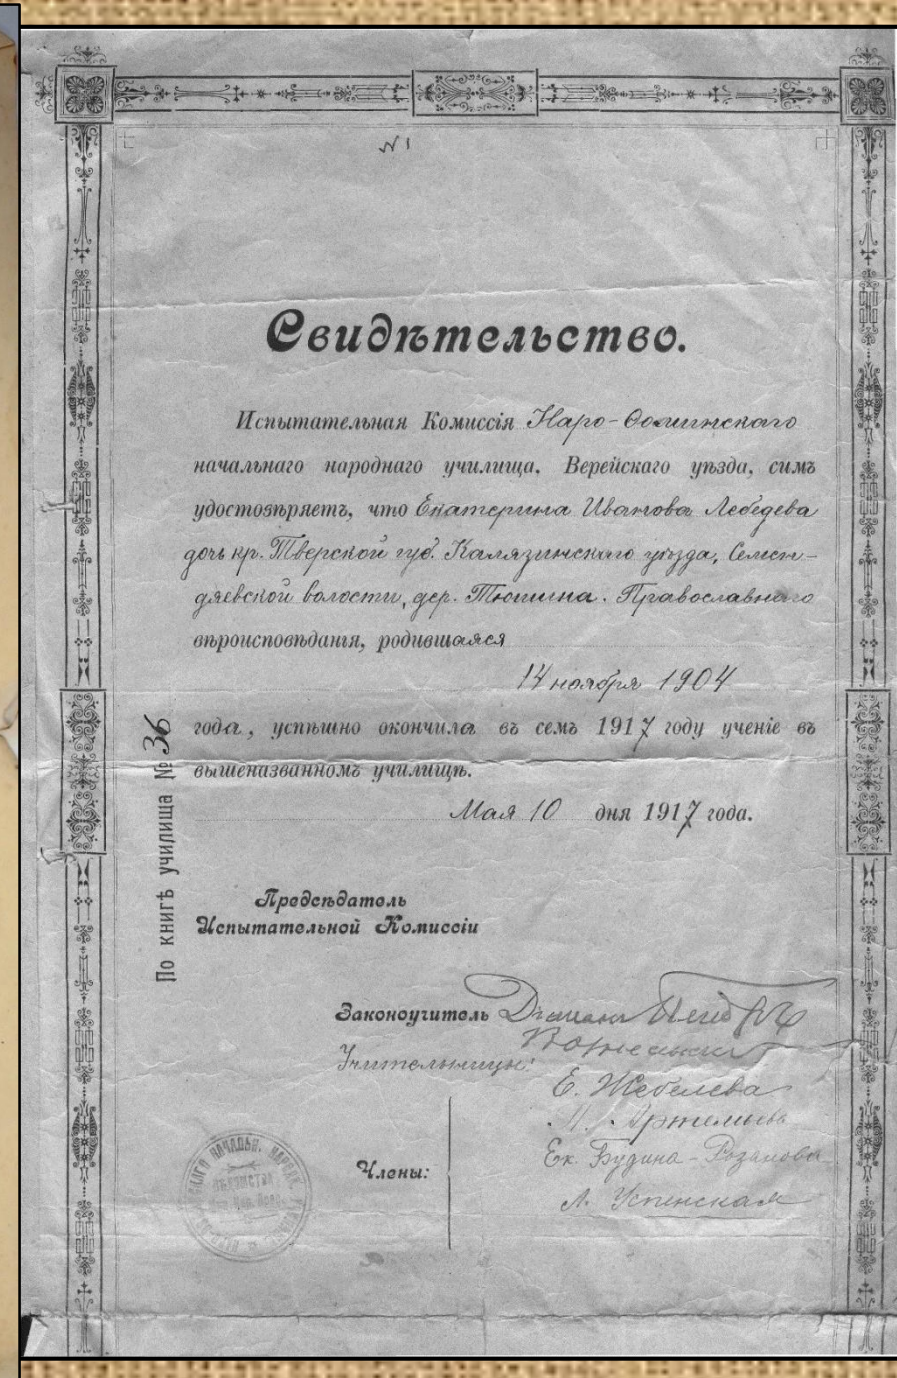 № 1
Свидѣтельство.
Испытательная Комиссія Наро-Ѳоминскаго
начальнаго народнаго училища, Верейскаго уѣзда, симъ
удостовѣряетъ, что Екатерина Иванова Лебедева
дочь кр. Тверской губ. Калязинскаго уѣзда, Семен-
дяевской волости, дер. Тюшина. Православнаго
вѣроисповѣданія, родившаяся
14 ноября 1904
года, успѣшно окончила въ семъ 1917 году ученіе въ
вышеназванномъ училищѣ.
Мая 10 дня 1917 года.
По книгѣ училища № 36
Предсѣдатель
Испытательной Комиссіи
Законоучитель
Учительницы:
Е. Жебелева
Члены:
Ек. Будина-Розанова
Л. Успенская